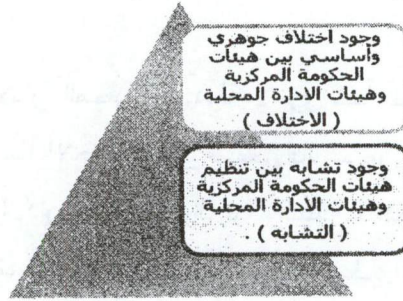 وجود اختلاف جوهري
وأساسي بين هيئات
الحكومة المركزية
وهيئات الادارة المحلية
( الاختلاف )
وجود تشابه بين تنظيم
هيئات الحكومة المركزية
وهيئات الادارة المحلية
( التشابه ) .